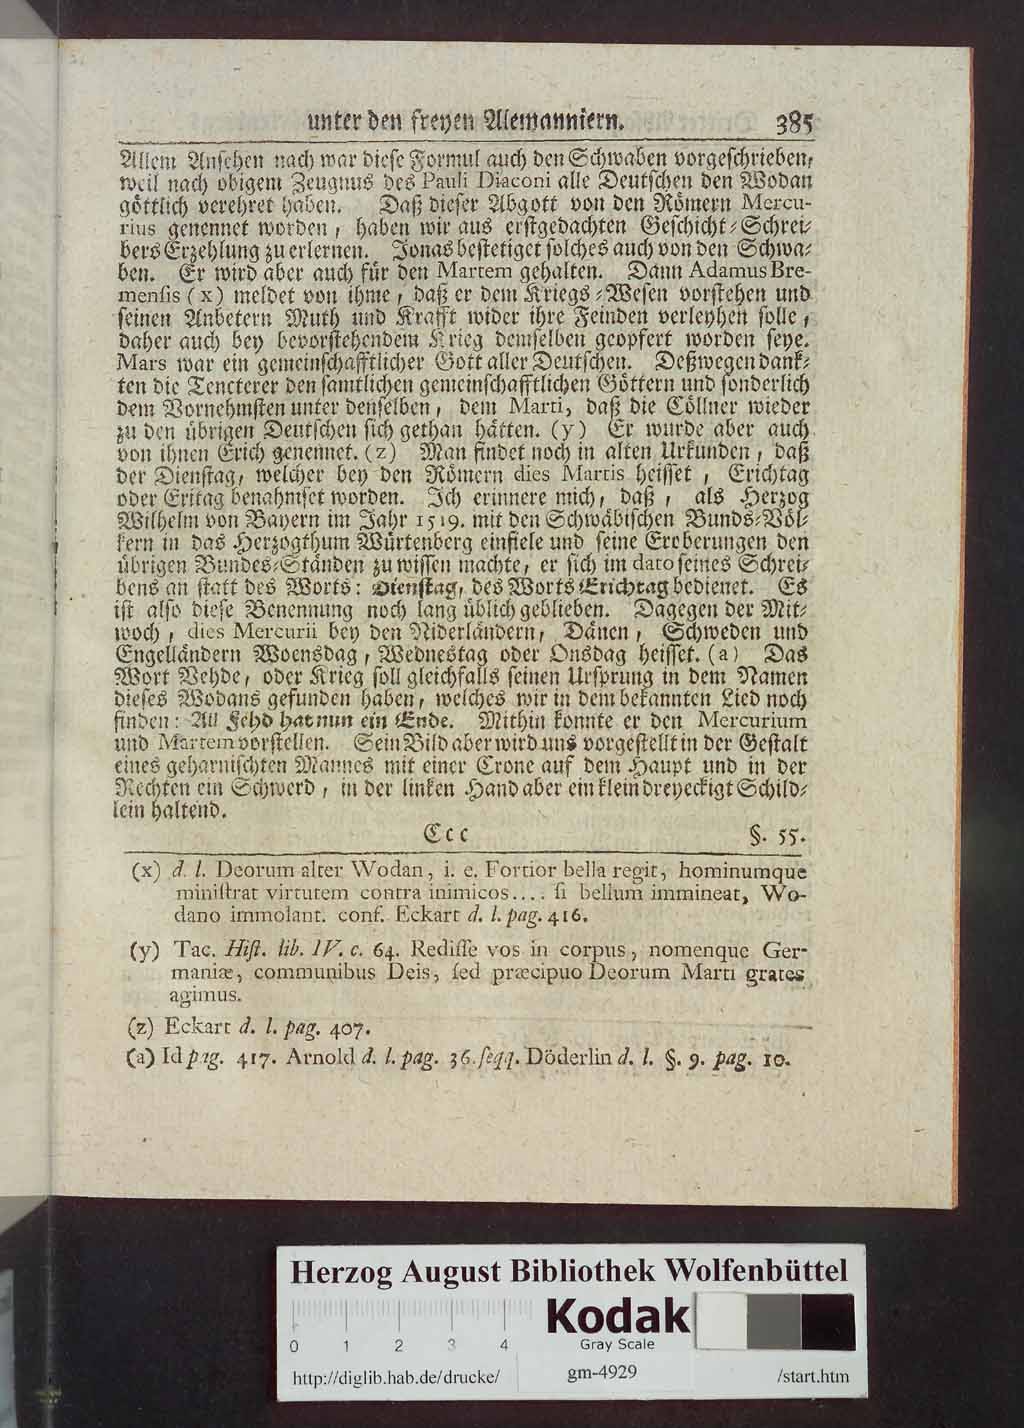 unter den freyen Alemanniern. 385
Allem Ansehen nach war diese Formul auch den Schwaben vorgeschrieben,
weil nach obigem Zeugnus des Pauli Diaconi alle Deutschen den Wodan
göttlich verehret haben. Daß dieser Abgott von den Römern Mercu-
rius genennet worden, haben wir aus erstgedachten Geschicht-Schrei-
bers Erzehlung zu erlernen. Jonas bestetiget solches auch von den Schwa-
ben. Er wird aber auch für den Martem gehalten. Dann Adamus Bre-
mensis (x) meldet von ihme, daß er dem Kriegs-Wesen vorstehen und
seinen Anbetern Muth und Krafft wider ihre Feinden verleyhen solle,
daher auch bey bevorstehendem Krieg demselben geopfert worden seye.
Mars war ein gemeinschafftlicher Gott aller Deutschen. Deßwegen dank-
ten die Tencterer den samtlichen gemeinschafftlichen Göttern und sonderlich
dem Vornehmsten unter denselben, dem Marti, daß die Cöllner wieder
zu den übrigen Deutschen sich gethan hätten. (y) Er wurde aber auch
von ihnen Erich genennet. (z) Man findet noch in alten Urkunden, daß
der Dienstag, welcher bey den Römern dies Martis heisset, Erichtag
oder Eritag benahmset worden. Ich erinnere mich, daß, als Herzog
Wilhelm von Bayern im Jahr 1519. mit den Schwäbischen Bunds-Völ-
kern in das Herzogthum Würtenberg einfiele und seine Eroberungen den
übrigen Bundes-Ständen zu wissen machte, er sich im dato seines Schrei-
bens an statt des Worts: Dienstag, des Worts Erichtag bedienet. Es
ist also diese Benennung noch lang üblich geblieben. Dagegen der Mit-
woch, dies Mercurii bey den Niderländern, Dänen, Schweden und
Engelländern Woensdag, Wednestag oder Onsdag heisset. (a) Das
Wort Vehde, oder Krieg soll gleichfalls seinen Ursprung in dem Namen
dieses Wodans gefunden haben, welches wir in dem bekannten Lied noch
finden: All Fehd hat nun ein Ende. Mithin konnte er den Mercurium
und Martem vorstellen. Sein Bild aber wird uns vorgestellt in der Gestalt
eines geharnischten Mannes mit einer Crone auf dem Haupt und in der
Rechten ein Schwerd, in der linken Hand aber ein klein dreyeckigt Schild-
lein haltend.
Ccc §. 55.
(x) d. l. Deorum alter Wodan, i. e. Fortior bella regit, hominumque
ministrat virtutem contra inimicos.... si bellum immineat, Wo-
dano immolant. conf. Eckart d. l. pag. 416.
(y) Tac. Hist. lib. IV. c. 64. Redisse vos in corpus, nomenque Ger-
maniæ, communibus Deis, sed præcipuo Deorum Marti grates
agimus.
(z) Eckart d. l. pag. 407.
(a) Id pag. 417. Arnold d. l. pag. 36. seqq. Döderlin d. l. §. 9. pag. 10.
Herzog August Bibliothek Wolfenbüttel
Kodak
0 1 2 3 4
Gray Scale
http://diglib.hab.de/drucke/ gm-4929 /start.htm